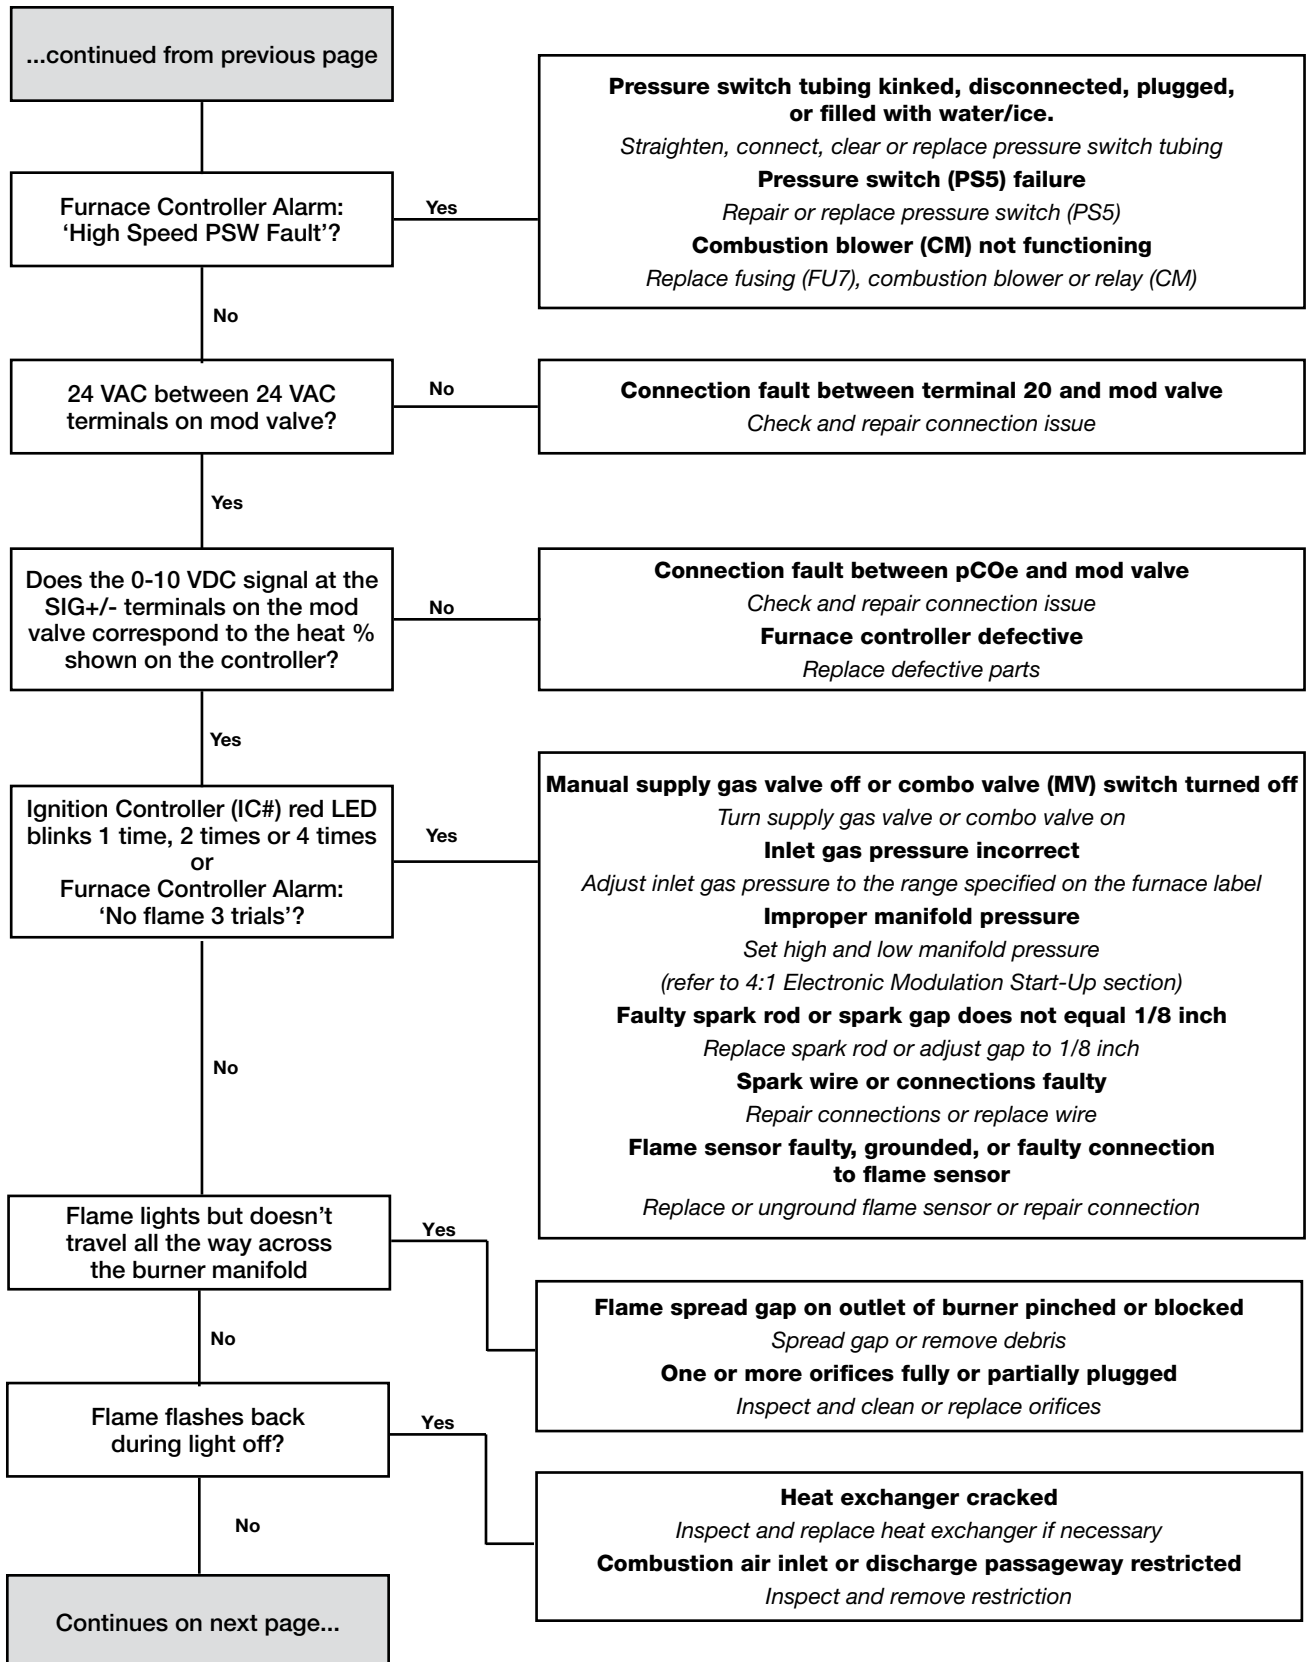 ...continued from previous page
Furnace Controller Alarm:
‘High Speed PSW Fault’?
Yes
Pressure switch tubing kinked, disconnected, plugged,
or filled with water/ice.
Straighten, connect, clear or replace pressure switch tubing
Pressure switch (PS5) failure
Repair or replace pressure switch (PS5)
Combustion blower (CM) not functioning
Replace fusing (FU7), combustion blower or relay (CM)
No
24 VAC between 24 VAC
terminals on mod valve?
No
Connection fault between terminal 20 and mod valve
Check and repair connection issue
Yes
Does the 0-10 VDC signal at the
SIG+/- terminals on the mod
valve correspond to the heat %
shown on the controller?
No
Connection fault between pCOe and mod valve
Check and repair connection issue
Furnace controller defective
Replace defective parts
Yes
Ignition Controller (IC#) red LED
blinks 1 time, 2 times or 4 times
or
Furnace Controller Alarm:
‘No flame 3 trials’?
Yes
Manual supply gas valve off or combo valve (MV) switch turned off
Turn supply gas valve or combo valve on
Inlet gas pressure incorrect
Adjust inlet gas pressure to the range specified on the furnace label
Improper manifold pressure
Set high and low manifold pressure
(refer to 4:1 Electronic Modulation Start-Up section)
Faulty spark rod or spark gap does not equal 1/8 inch
Replace spark rod or adjust gap to 1/8 inch
Spark wire or connections faulty
Repair connections or replace wire
Flame sensor faulty, grounded, or faulty connection
to flame sensor
Replace or unground flame sensor or repair connection
No
Flame lights but doesn’t
travel all the way across
the burner manifold
Yes
Flame spread gap on outlet of burner pinched or blocked
Spread gap or remove debris
One or more orifices fully or partially plugged
Inspect and clean or replace orifices
No
Flame flashes back
during light off?
Yes
Heat exchanger cracked
Inspect and replace heat exchanger if necessary
Combustion air inlet or discharge passageway restricted
Inspect and remove restriction
No
Continues on next page...